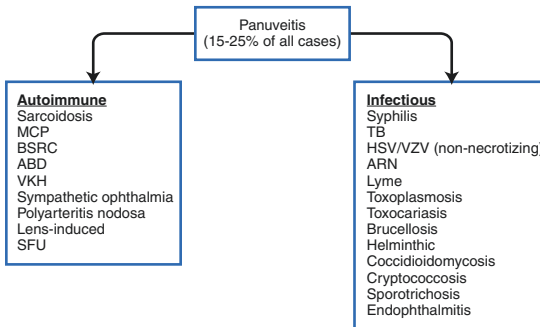 Panuveitis
(15-25% of all cases)
Autoimmune
Sarcoidosis
MCP
BSRC
ABD
VKH
Sympathetic ophthalmia
Polyarteritis nodosa
Lens-induced
SFU
Infectious
Syphilis
TB
HSV/VZV (non-necrotizing)
ARN
Lyme
Toxoplasmosis
Toxocariasis
Brucellosis
Helminthic
Coccidioidomycosis
Cryptococcosis
Sporotrichosis
Endophthalmitis